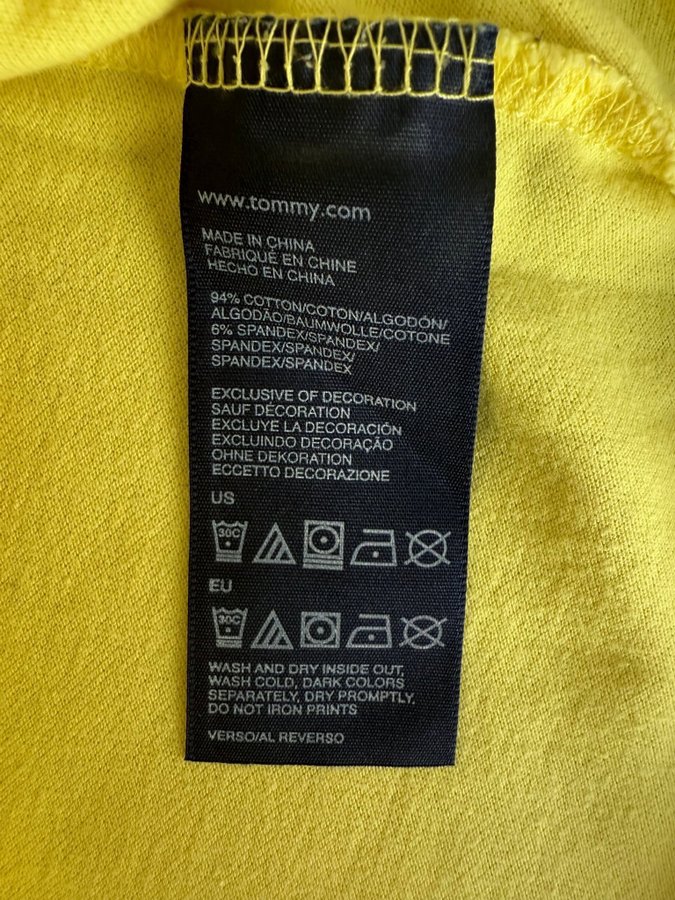 www.tommy.com
MADE IN CHINA
FABRIQUÉ EN CHINE
HECHO EN CHINA
94% COTTON/COTON/ALGODÓN/
ALGODÃO/BAUMWOLLE/COTONE
6% SPANDEX/SPANDEX/
SPANDEX/SPANDEX/
SPANDEX/SPANDEX
EXCLUSIVE OF DECORATION
SAUF DÉCORATION
EXCLUYE LA DECORACIÓN
EXCLUINDO DECORAÇÃO
OHNE DEKORATION
ECCETTO DECORAZIONE
US
30C
EU
30C
WASH AND DRY INSIDE OUT,
WASH COLD, DARK COLORS
SEPARATELY, DRY PROMPTLY,
DO NOT IRON PRINTS
VERSO/AL REVERSO